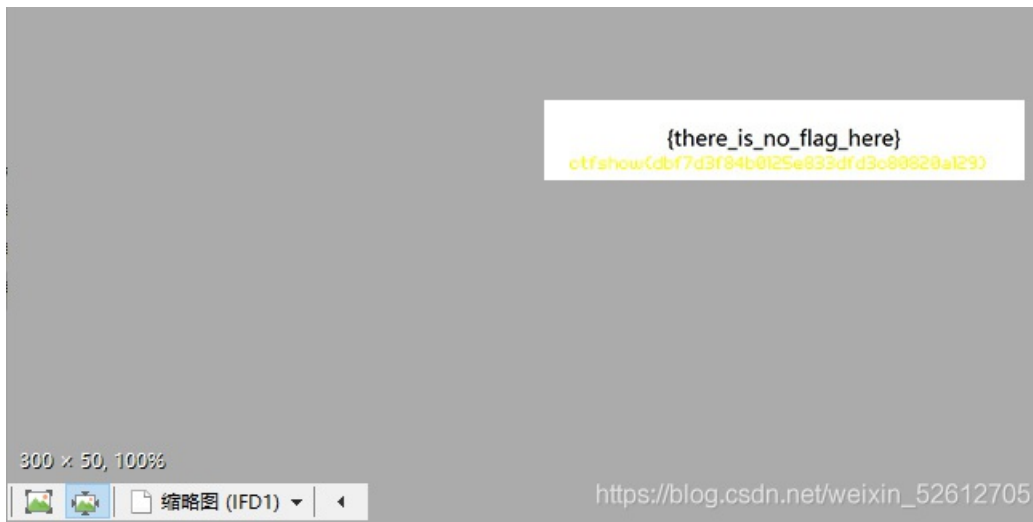 {there_is_no_flag_here}
ctfshow{dbf7d3f84b0125e833dfd3c80820a129}
300 × 50, 100%
缩略图 (IFD1)
https://blog.csdn.net/weixin_52612705